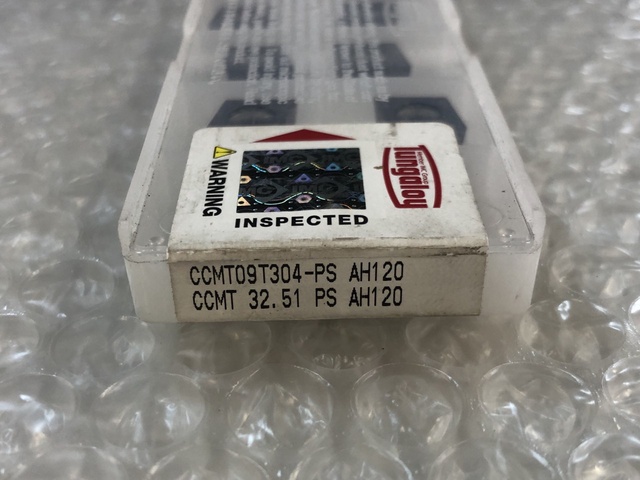 WARNING
INSPECTED
Tungaloy
CCMT09T304-PS AH120
CCMT 32.51 PS AH120